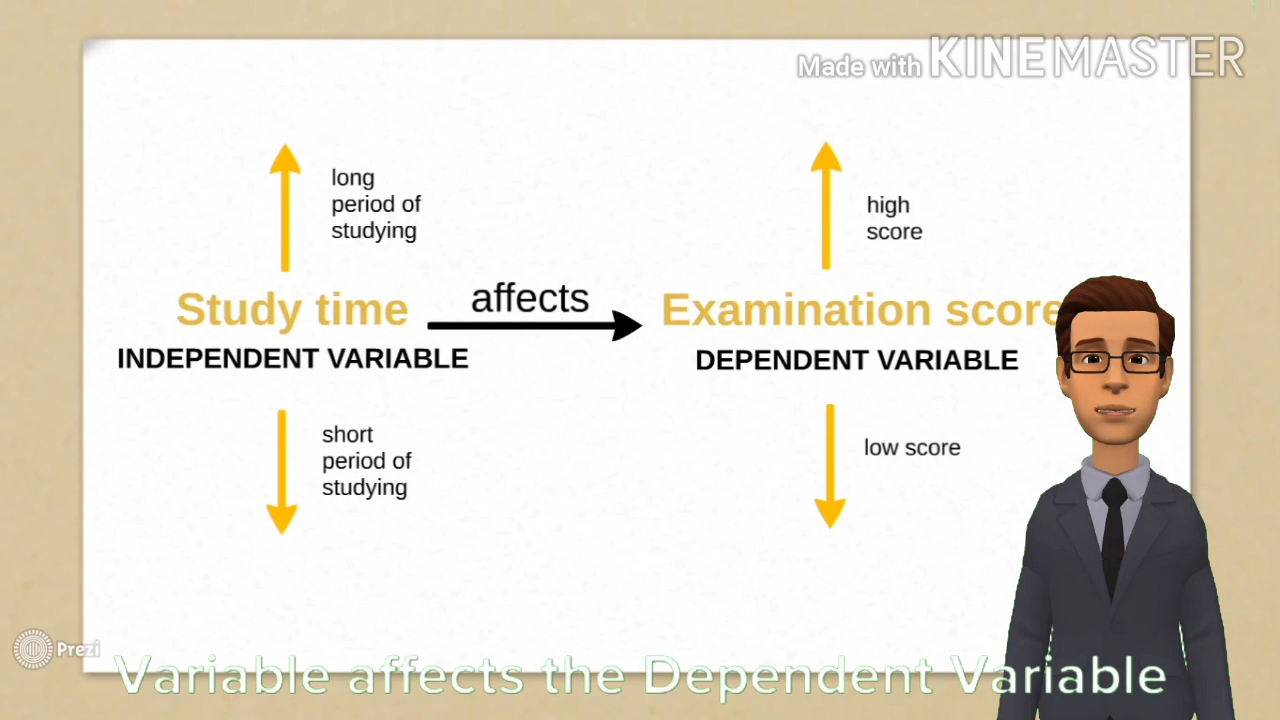 Made with KINEMASTER
long
period of
studying
high
score
affects
Study time
Examination score
INDEPENDENT VARIABLE
DEPENDENT VARIABLE
short
period of
studying
low score
Prezi
Variable affects the Dependent Variable